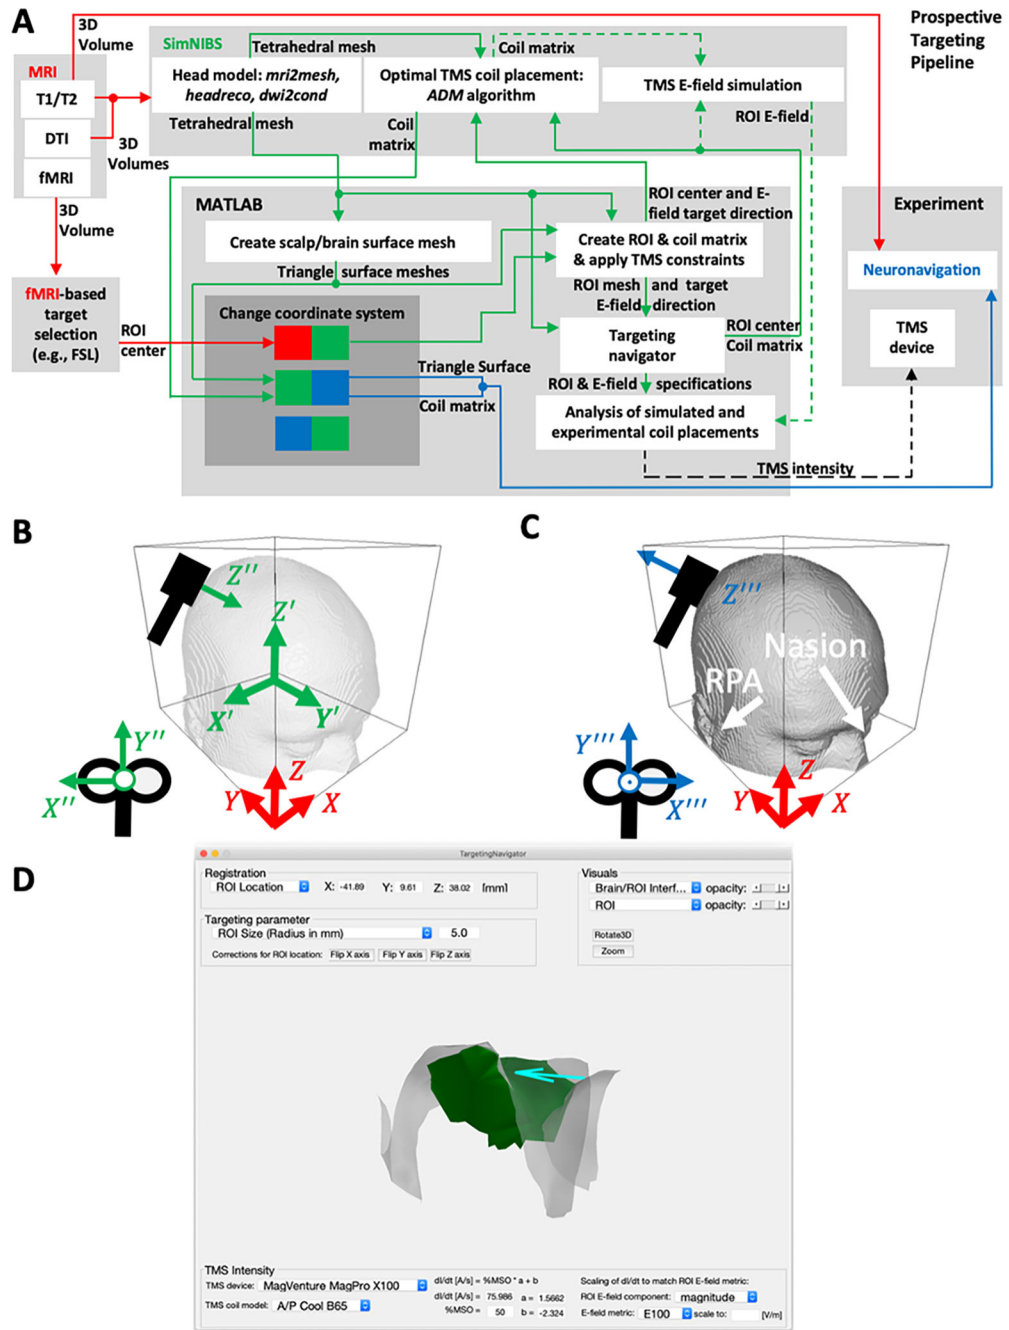 A
Prospective
Targeting
Pipeline
3D
Volume
MRI
T1/T2
DTI
fMRI
3D
Volumes
3D
Volume
SimNIBS
Tetrahedral mesh
Coil matrix
Head model: mri2mesh,
headreco, dwi2cond
Optimal TMS coil placement:
ADM algorithm
TMS E-field simulation
Tetrahedral mesh
Coil
matrix
ROI E-field
MATLAB
ROI center and E-
field target direction
Experiment
Create scalp/brain surface mesh
Create ROI & coil matrix
& apply TMS constraints
Neuronavigation
Triangle surface meshes
ROI mesh and target
E-field direction
fMRI-based
target
selection
(e.g., FSL)
ROI
center
Change coordinate system
Targeting
navigator
ROI center
Coil matrix
TMS
device
Triangle Surface
Coil matrix
ROI & E-field specifications
Analysis of simulated and
experimental coil placements
TMS intensity
B
Z''
Z'
X'
Y'
Y''
X''
Z
Y
X
C
Z'''
Nasion
RPA
Y'''
X'''
Z
Y
X
D
TargetingNavigator
Registration
ROI Location X: -41.89 Y: 9.61 Z: 38.02 [mm]
Targeting parameter
ROI Size (Radius in mm) 5.0
Corrections for ROI location: Flip X axis Flip Y axis Flip Z axis
Visuals
Brain/ROI Interf... opacity:
ROI opacity:
Rotate3D
Zoom
TMS Intensity
TMS device: MagVenture MagPro X100
TMS coil model: A/P Cool B65
dI/dt [A/s] = %MSO * a + b
dI/dt [A/s] = 75.986 a = 1.5662
%MSO = 50 b = -2.324
Scaling of dI/dt to match ROI E-field metric:
ROI E-field component: magnitude
E-field metric: E100 scale to: [V/m]